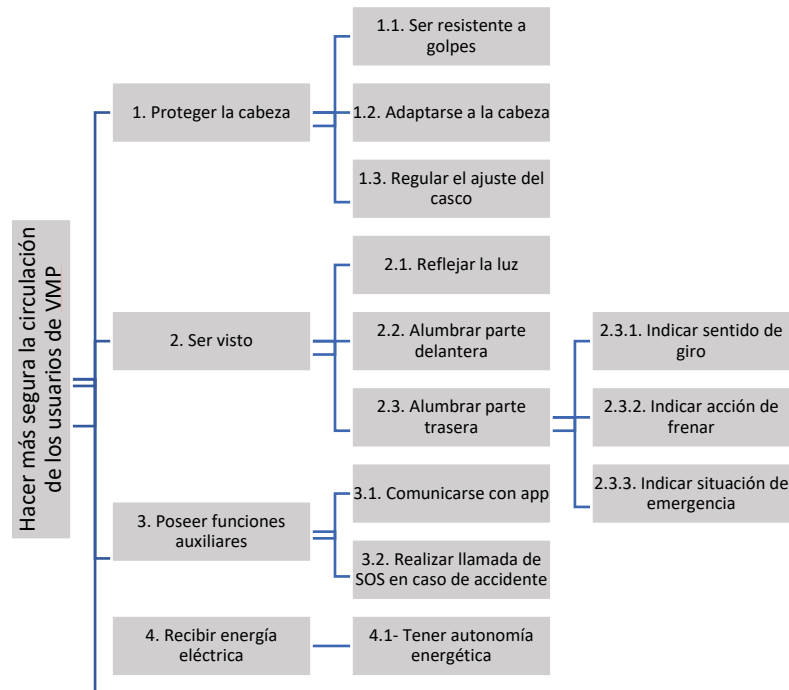 Hacer más segura la circulación
de los usuarios de VMP
1. Proteger la cabeza
1.1. Ser resistente a
golpes
1.2. Adaptarse a la cabeza
1.3. Regular el ajuste del
casco
2. Ser visto
2.1. Reflejar la luz
2.2. Alumbrar parte
delantera
2.3. Alumbrar parte
trasera
2.3.1. Indicar sentido de
giro
2.3.2. Indicar acción de
frenar
2.3.3. Indicar situación de
emergencia
3. Poseer funciones
auxiliares
3.1. Comunicarse con app
3.2. Realizar llamada de
SOS en caso de accidente
4. Recibir energía
eléctrica
4.1- Tener autonomía
energética